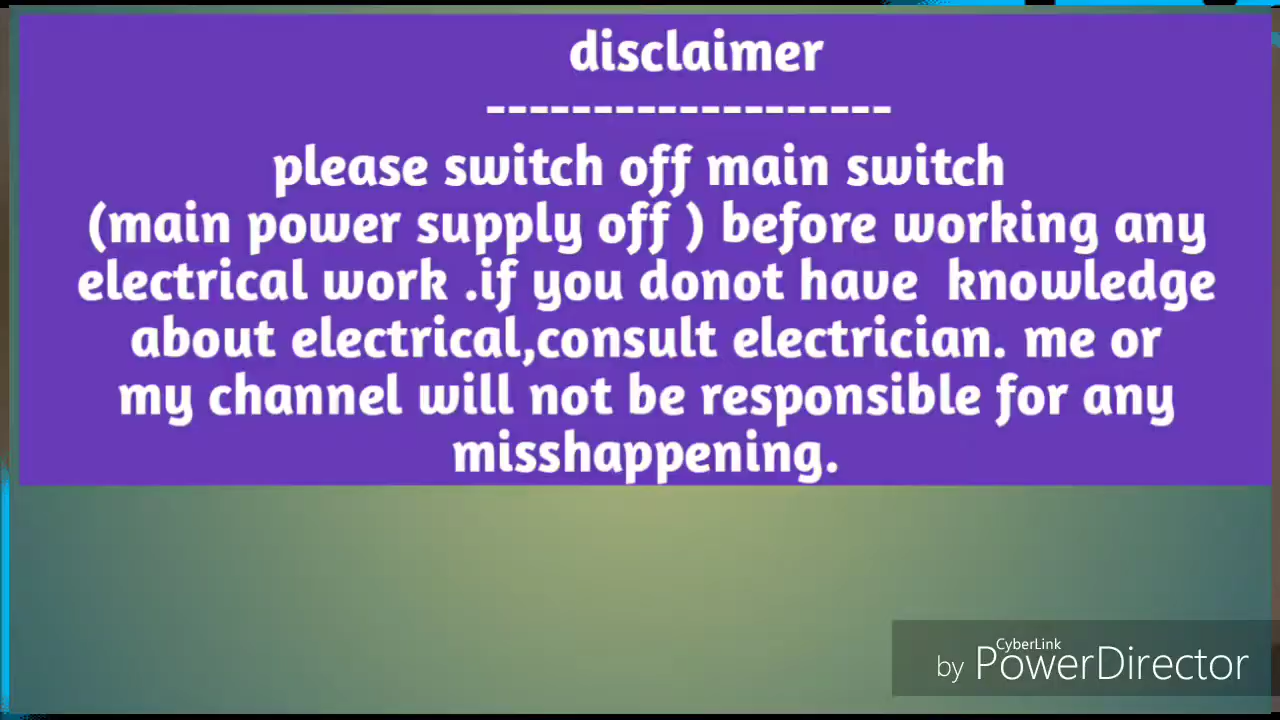 disclaimer
-------------------
please switch off main switch
(main power supply off ) before working any
electrical work .if you donot have  knowledge
about electrical,consult electrician. me or
my channel will not be responsible for any
misshappening.
CyberLink
by PowerDirector